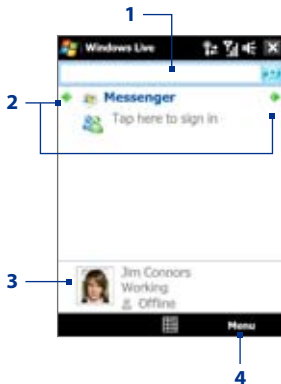 1
Windows Live
2
Messenger
Tap here to sign in
3
Jim Connors
Working
Offline
Menu
4